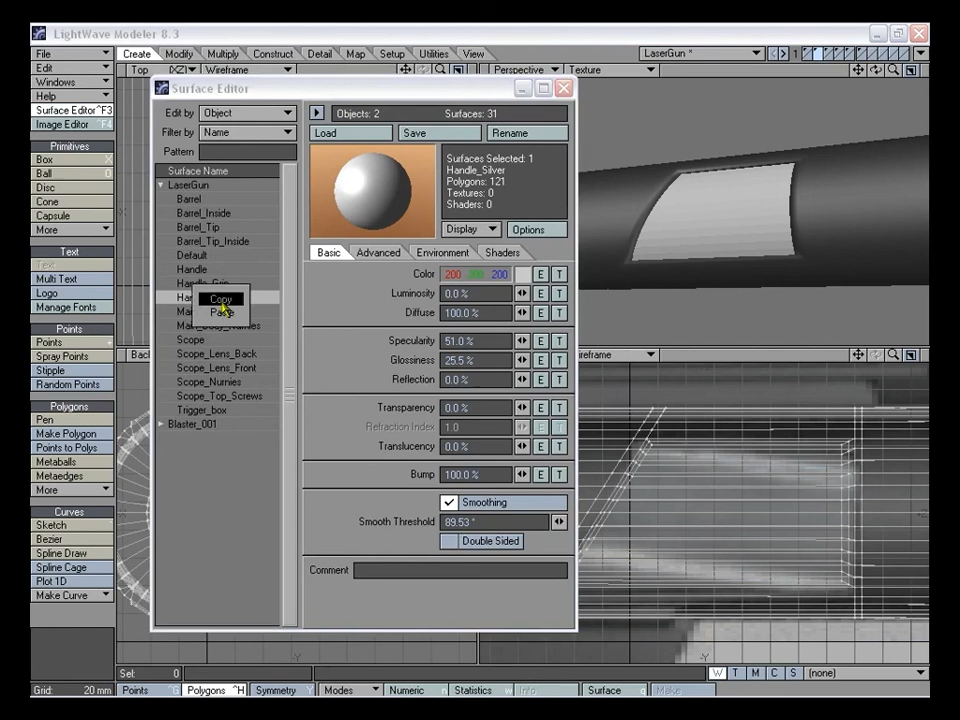 LightWave Modeler 8.3
File Create Modify Multiply Construct Detail Map Setup Utilities View LaserGun * 1
Edit
Windows
Help
Surface Editor ^F3
Image Editor ^F4
Primitives
Box X
Ball O
Disc
Cone
Capsule
More
Text
Text
Multi Text
Logo
Manage Fonts
Points
Points +
Spray Points
Stipple
Random Points
Polygons
Pen
Make Polygon
Points to Polys
Metaballs
Metaedges
More
Curves
Sketch
Bezier
Spline Draw
Spline Cage
Plot 1D
Make Curve
Top (XZ) Wireframe Perspective Texture
Surface Editor
Edit by Object
Filter by Name
Pattern
Surface Name
LaserGun
Barrel
Barrel_Inside
Barrel_Tip
Barrel_Tip_Inside
Default
Handle
Handle_Grip
Copy
Scope
Scope_Lens_Back
Scope_Lens_Front
Scope_Nurnies
Scope_Top_Screws
Trigger_box
Blaster_001
Objects: 2 Surfaces: 31
Load Save Rename
Surfaces Selected: 1
Handle_Silver
Polygons: 121
Textures: 0
Shaders: 0
Display Options
Basic Advanced Environment Shaders
Color 200 200 200 E T
Luminosity 0.0 % E T
Diffuse 100.0 % E T
Specularity 51.0 % E T
Glossiness 25.5 % E T
Reflection 0.0 % E T
Transparency 0.0 % E T
Refraction Index 1.0 E T
Translucency 0.0 % E T
Bump 100.0 % E T
Smoothing
Smooth Threshold 89.53 °
Double Sided
Comment
Back
Sel: 0 W T M C S (none)
Grid: 20 mm Points ^G Polygons ^H Symmetry Y Modes Numeric n Statistics w Info i Surface q Make